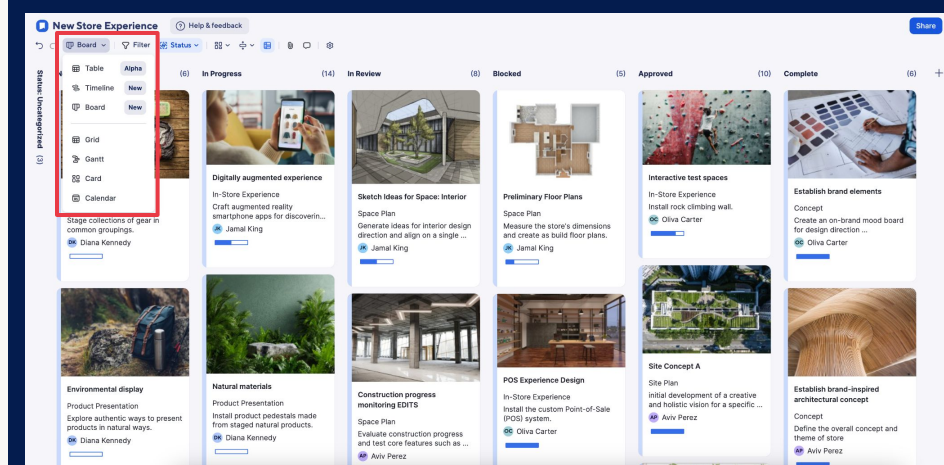 New Store Experience
Help & feedback
Share
Board
Filter
Status
Table Alpha
Timeline New
Board New
Grid
Gantt
Card
Calendar
Status: Uncategorized (3)
N
(6)
In Progress (14)
In Review (8)
Blocked (5)
Approved (10)
Complete (6)
Stage collections of gear in
common groupings.
DK Diana Kennedy
Environmental display
Product Presentation
Explore authentic ways to present
products in natural ways.
DK Diana Kennedy
Digitally augmented experience
In-Store Experience
Craft augmented reality
smartphone apps for discoverin...
JK Jamal King
Natural materials
Product Presentation
Install product pedestals made
from staged natural products.
DK Diana Kennedy
Sketch Ideas for Space: Interior
Space Plan
Generate ideas for interior design
direction and align on a single ...
JK Jamal King
Construction progress
monitoring EDITS
Space Plan
Evaluate construction progress
and test core features such as ...
AP Aviv Perez
Preliminary Floor Plans
Space Plan
Measure the store's dimensions
and create as build floor plans.
JK Jamal King
POS Experience Design
In-Store Experience
Install the custom Point-of-Sale
(POS) system.
OC Oliva Carter
Interactive test spaces
In-Store Experience
Install rock climbing wall.
OC Oliva Carter
Site Concept A
Site Plan
initial development of a creative
and holistic vision for a specific ...
AP Aviv Perez
Establish brand elements
Concept
Create an on-brand mood board
for design direction ...
OC Oliva Carter
Establish brand-inspired
architectural concept
Concept
Define the overall concept and
theme of store
AP Aviv Perez